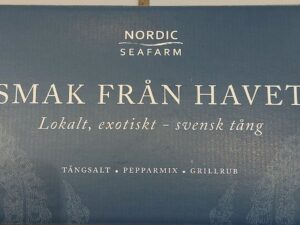 NORDIC
SEAFARM
SMAK FRÅN HAVET
Lokalt, exotiskt - svensk tång
TÅNGSALT • PEPPARMIX • GRILLRUB